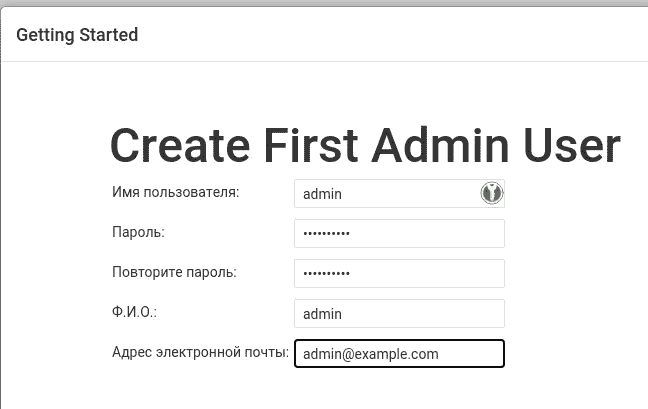 Getting Started
Create First Admin User
Имя пользователя: admin
Пароль: ••••••••••
Повторите пароль: ••••••••••
Ф.И.О.: admin
Адрес электронной почты: admin@example.com